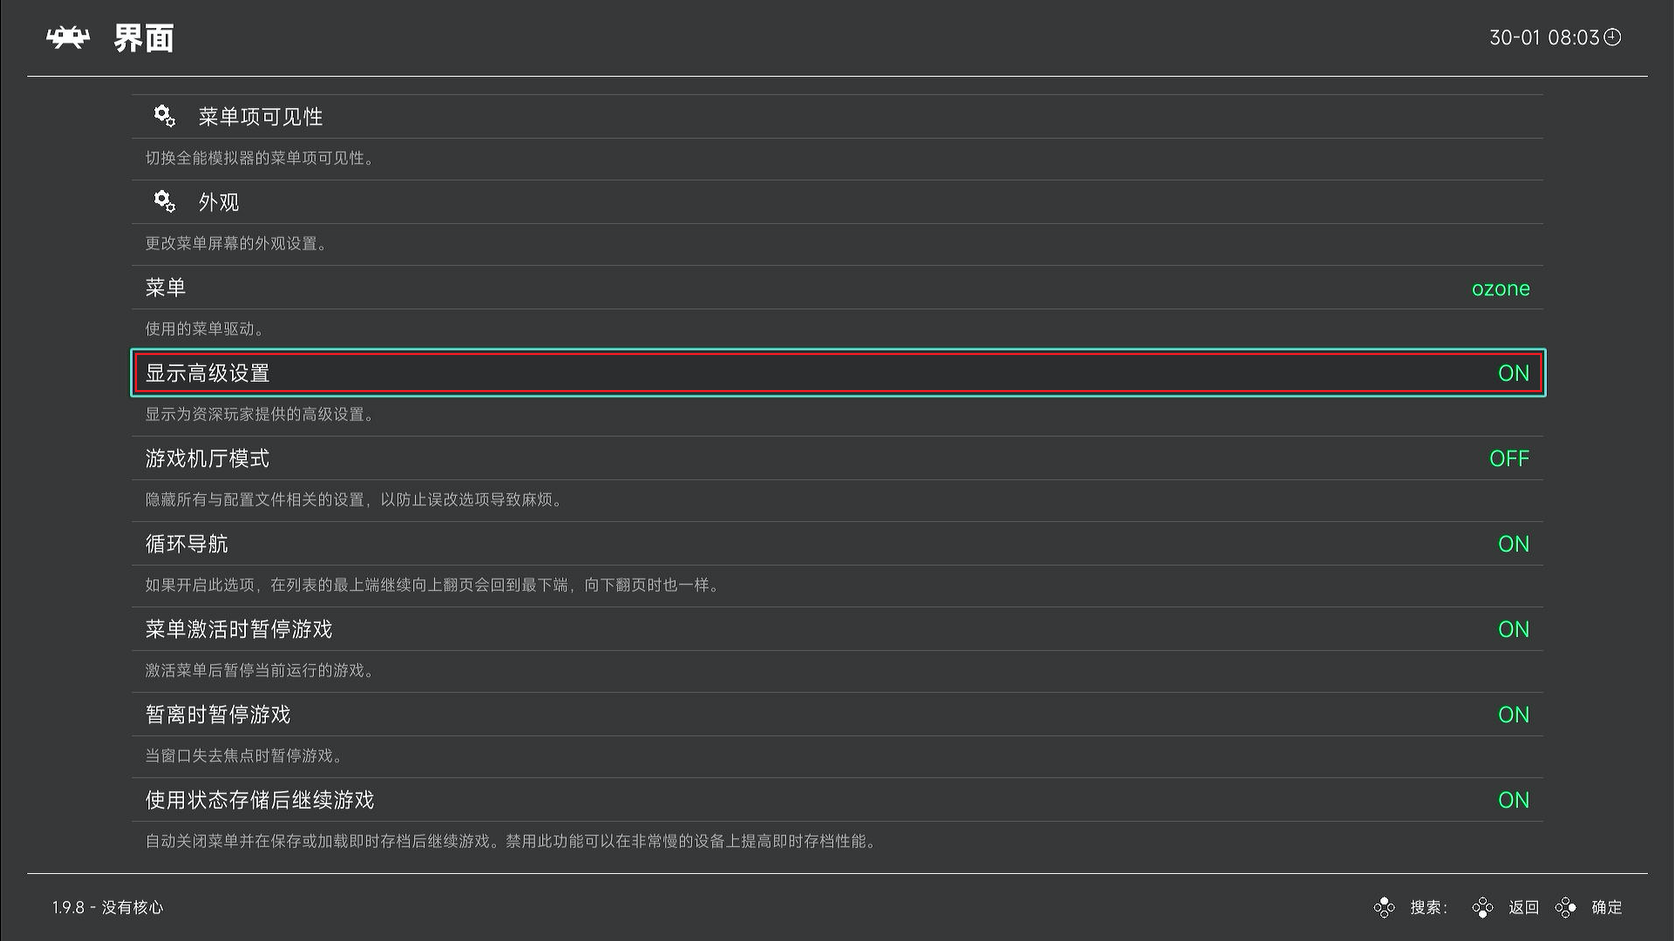 界面
30-01 08:03
菜单项可见性
切换全能模拟器的菜单项可见性。
外观
更改菜单屏幕的外观设置。
菜单 ozone
使用的菜单驱动。
显示高级设置 ON
显示为资深玩家提供的高级设置。
游戏机厅模式 OFF
隐藏所有与配置文件相关的设置，以防止误改选项导致麻烦。
循环导航 ON
如果开启此选项，在列表的最上端继续向上翻页会回到最下端，向下翻页时也一样。
菜单激活时暂停游戏 ON
激活菜单后暂停当前运行的游戏。
暂离时暂停游戏 ON
当窗口失去焦点时暂停游戏。
使用状态存储后继续游戏 ON
自动关闭菜单并在保存或加载即时存档后继续游戏。禁用此功能可以在非常慢的设备上提高即时存档性能。
1.9.8 - 没有核心
搜索： 返回 确定